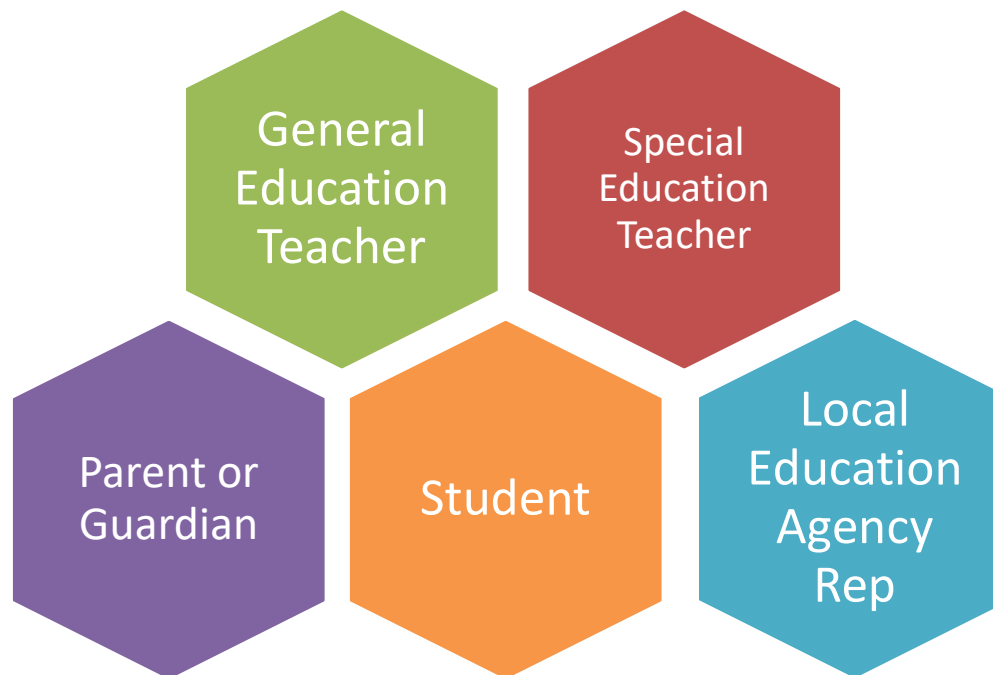 General
Education
Teacher
Special
Education
Teacher
Parent or
Guardian
Student
Local
Education
Agency
Rep